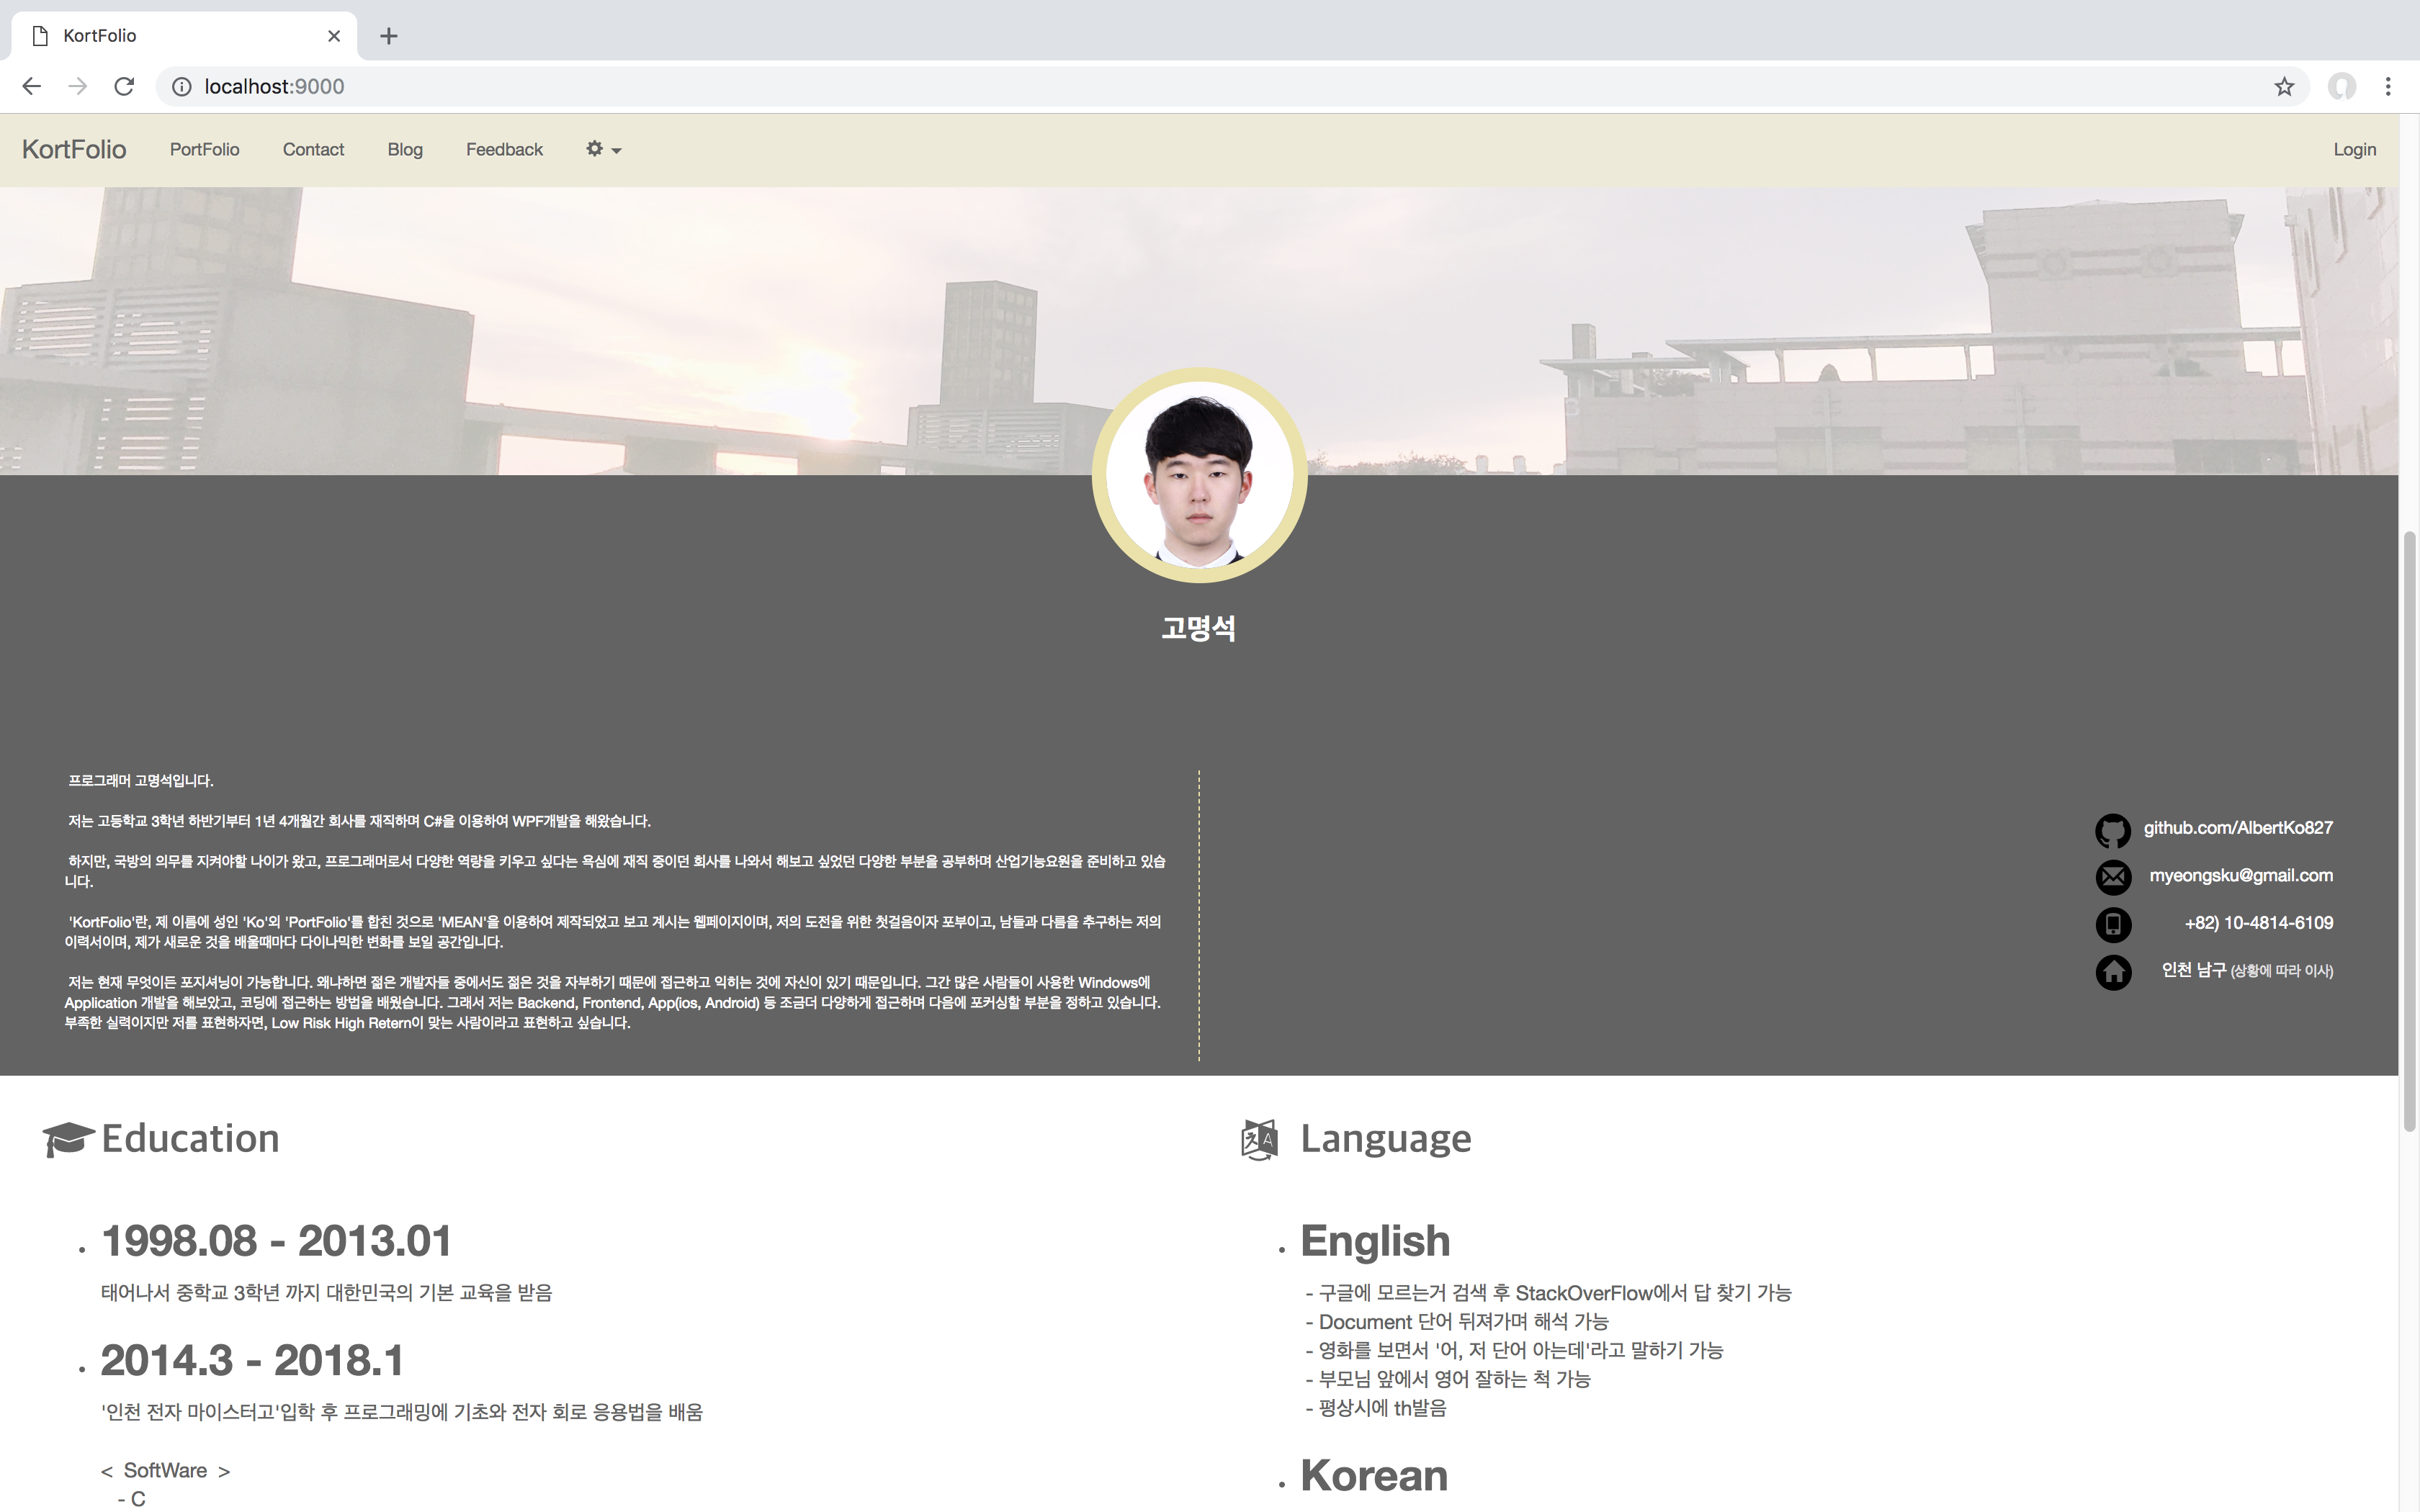 KortFolio
localhost:9000
KortFolio PortFolio Contact Blog Feedback Login
고명석
프로그래머 고명석입니다.
저는 고등학교 3학년 하반기부터 1년 4개월간 회사를 재직하며 C#을 이용하여 WPF개발을 해왔습니다.
하지만, 국방의 의무를 지켜야할 나이가 왔고, 프로그래머로서 다양한 역량을 키우고 싶다는 욕심에 재직 중이던 회사를 나와서 해보고 싶었던 다양한 부분을 공부하며 산업기능요원을 준비하고 있습
니다.
'KortFolio'란, 제 이름에 성인 'Ko'외 'PortFolio'를 합친 것으로 'MEAN'을 이용하여 제작되었고 보고 계시는 웹페이지이며, 저의 도전을 위한 첫걸음이자 포부이고, 남들과 다름을 추구하는 저의
이력서이며, 제가 새로운 것을 배울때마다 다이나믹한 변화를 보일 공간입니다.
저는 현재 무엇이든 포지셔닝이 가능합니다. 왜냐하면 젊은 개발자들 중에서도 젊은 것을 자부하기 때문에 접근하고 익히는 것에 자신이 있기 때문입니다. 그간 많은 사람들이 사용한 Windows에
Application 개발을 해보았고, 코딩에 접근하는 방법을 배웠습니다. 그래서 저는 Backend, Frontend, App(ios, Android) 등 조금더 다양하게 접근하며 다음에 포커싱할 부분을 정하고 있습니다.
부족한 실력이지만 저를 표현하자면, Low Risk High Retern이 맞는 사람이라고 표현하고 싶습니다.
github.com/AlbertKo827
myeongsku@gmail.com
+82) 10-4814-6109
인천 남구 (상황에 따라 이사)
Education
1998.08 - 2013.01
태어나서 중학교 3학년 까지 대한민국의 기본 교육을 받음
2014.3 - 2018.1
'인천 전자 마이스터고'입학 후 프로그래밍에 기초와 전자 회로 응용법을 배움
< SoftWare >
- C
Language
English
- 구글에 모르는거 검색 후 StackOverFlow에서 답 찾기 가능
- Document 단어 뒤져가며 해석 가능
- 영화를 보면서 '어, 저 단어 아는데'라고 말하기 가능
- 부모님 앞에서 영어 잘하는 척 가능
- 평상시에 th발음
Korean